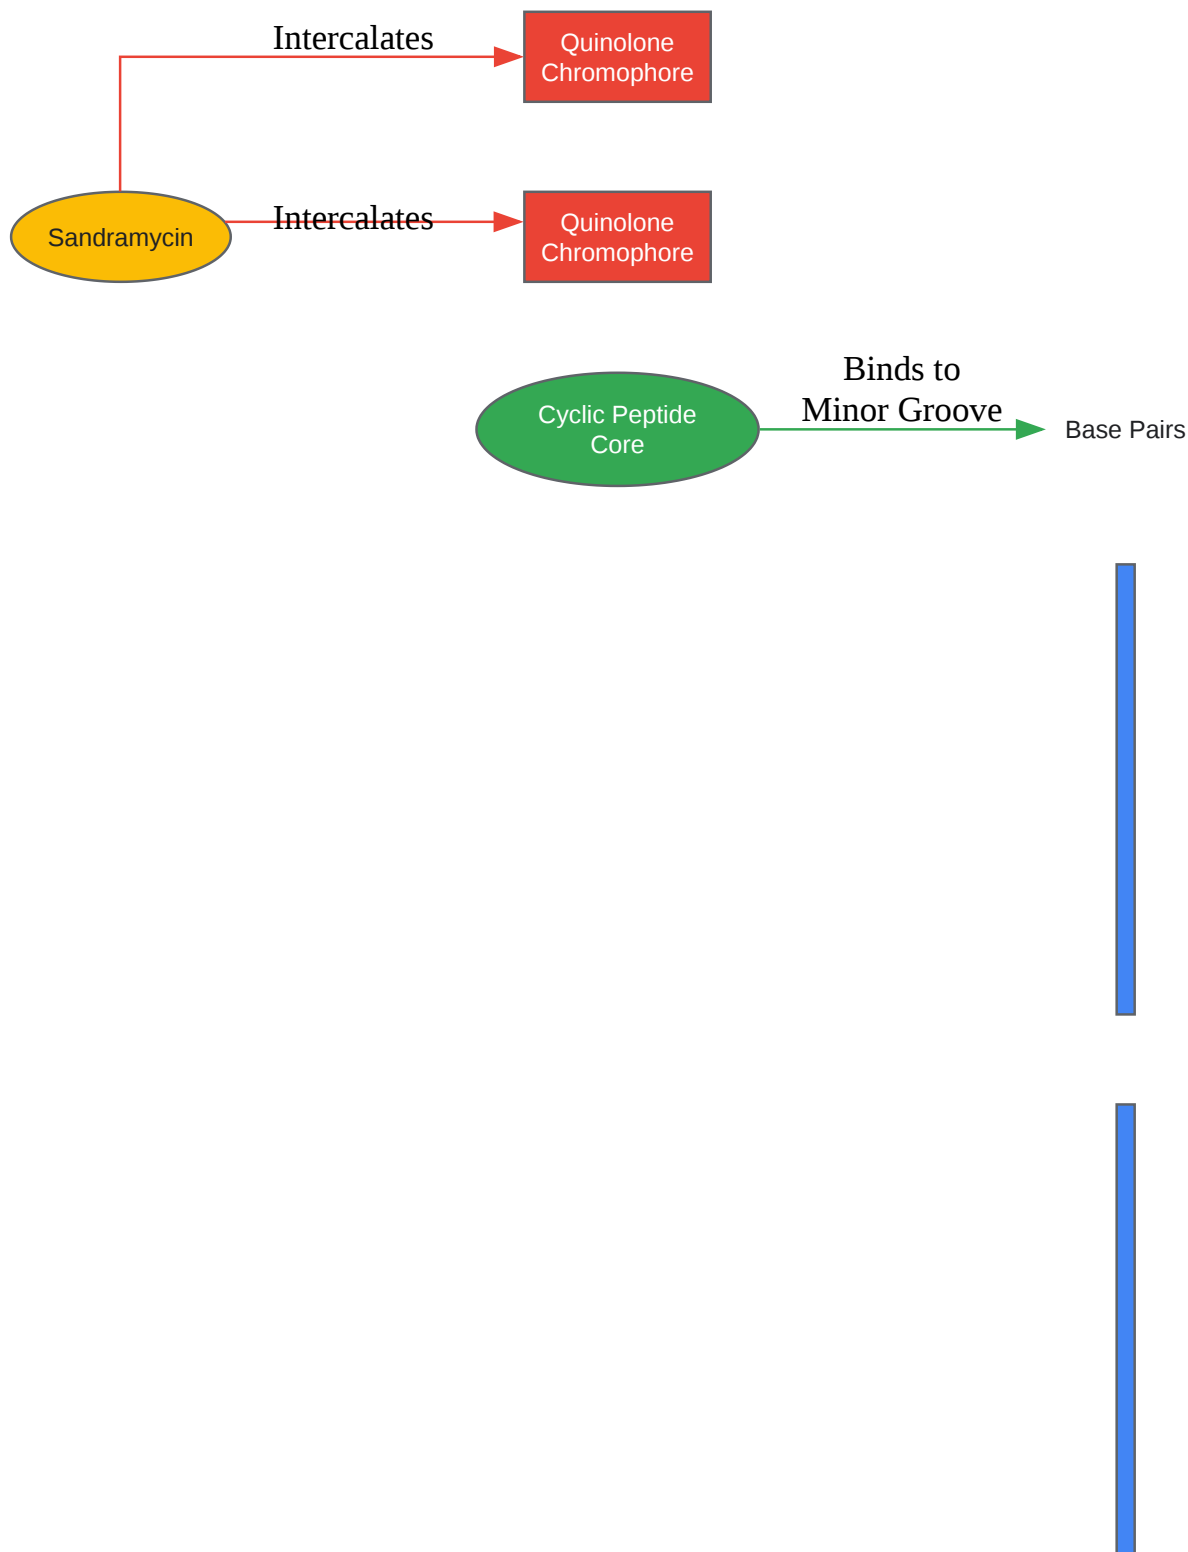 Intercalates
Quinolone
Chromophore
Intercalates
Sandramycin
Quinolone
Chromophore
Binds to
Minor Groove
Cyclic Peptide
Core
Base Pairs